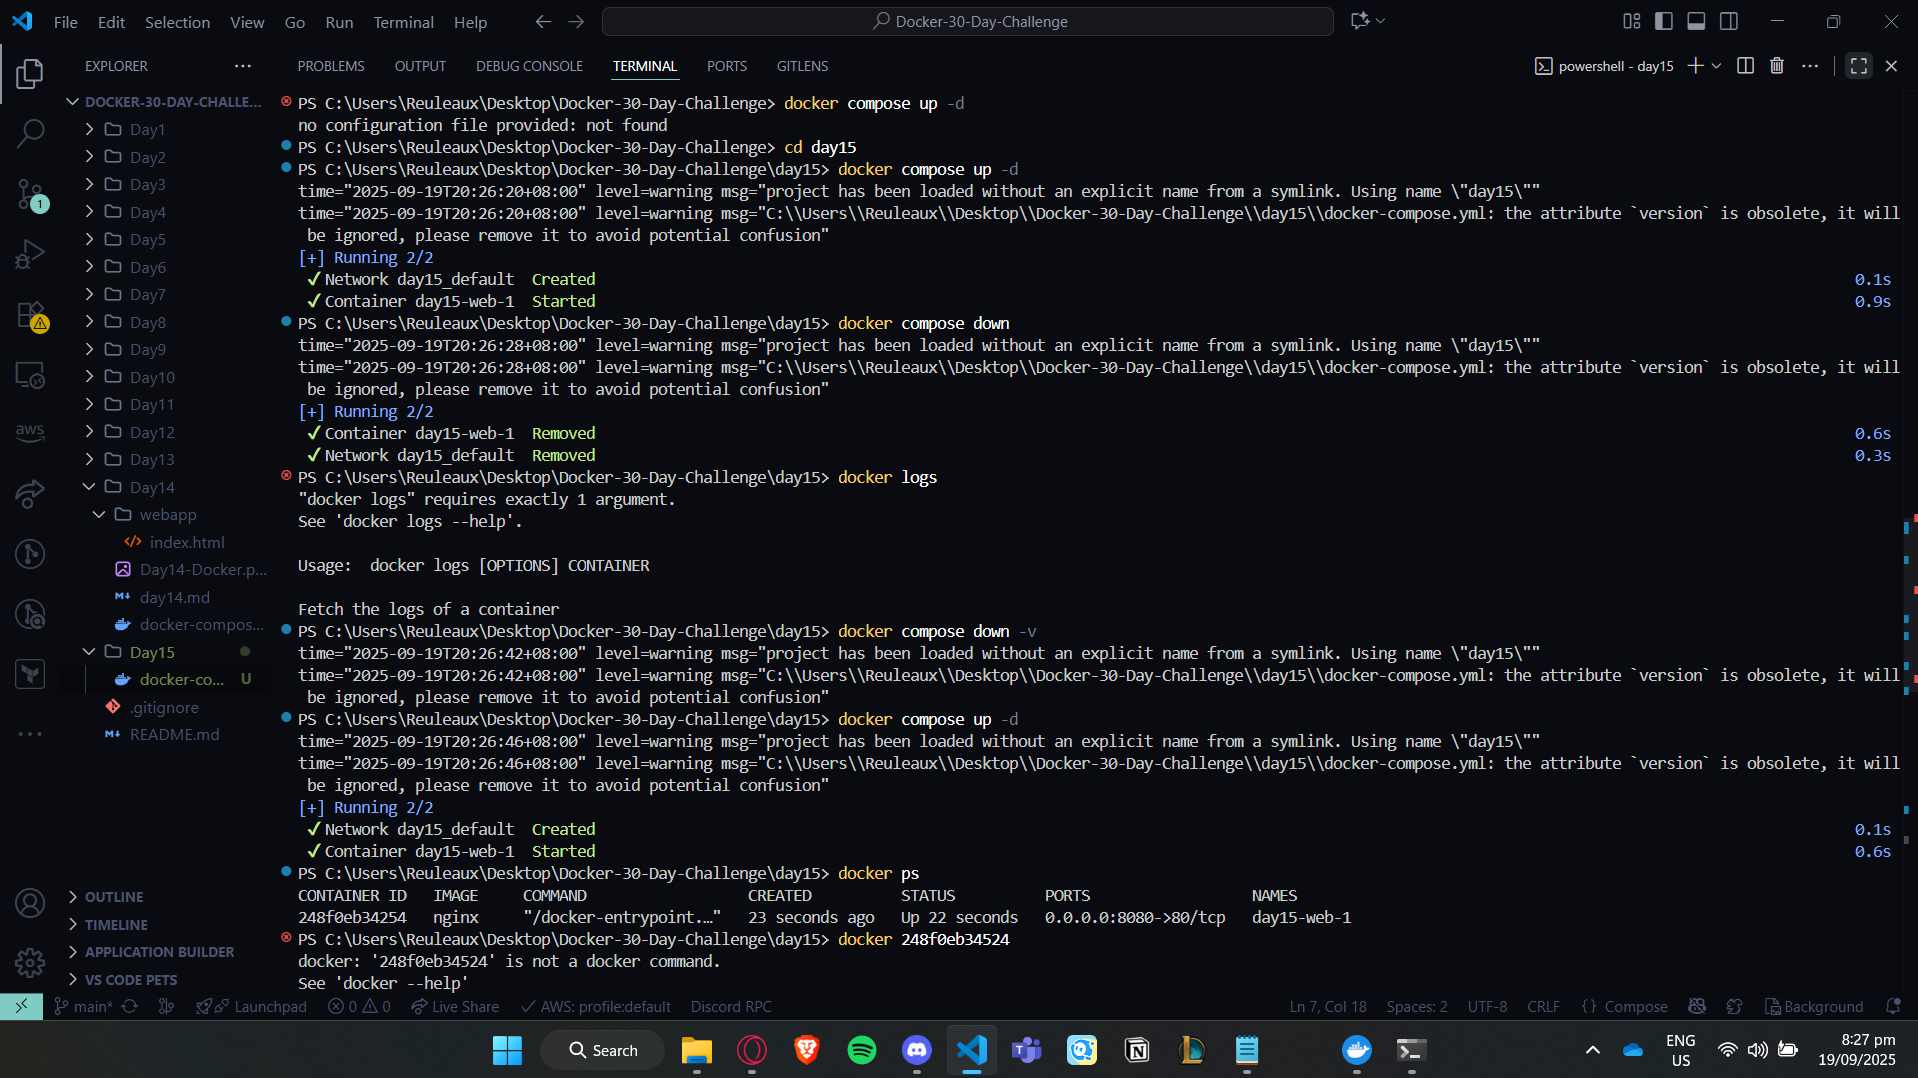 File Edit Selection View Go Run Terminal Help
Docker-30-Day-Challenge
EXPLORER
DOCKER-30-DAY-CHALLE...
Day1
Day2
Day3
Day4
Day5
Day6
Day7
Day8
Day9
Day10
Day11
Day12
Day13
Day14
webapp
index.html
Day14-Docker.p...
day14.md
docker-compos...
Day15
docker-co... U
.gitignore
README.md
OUTLINE
TIMELINE
APPLICATION BUILDER
VS CODE PETS
1
aws
PROBLEMS OUTPUT DEBUG CONSOLE TERMINAL PORTS GITLENS
powershell - day15
PS C:\Users\Reuleaux\Desktop\Docker-30-Day-Challenge> docker compose up -d
no configuration file provided: not found
PS C:\Users\Reuleaux\Desktop\Docker-30-Day-Challenge> cd day15
PS C:\Users\Reuleaux\Desktop\Docker-30-Day-Challenge\day15> docker compose up -d
time="2025-09-19T20:26:20+08:00" level=warning msg="project has been loaded without an explicit name from a symlink. Using name \"day15\""
time="2025-09-19T20:26:20+08:00" level=warning msg="C:\\Users\\Reuleaux\\Desktop\\Docker-30-Day-Challenge\\day15\\docker-compose.yml: the attribute `version` is obsolete, it will
be ignored, please remove it to avoid potential confusion"
[+] Running 2/2
✓Network day15_default Created 0.1s
✓Container day15-web-1 Started 0.9s
PS C:\Users\Reuleaux\Desktop\Docker-30-Day-Challenge\day15> docker compose down
time="2025-09-19T20:26:28+08:00" level=warning msg="project has been loaded without an explicit name from a symlink. Using name \"day15\""
time="2025-09-19T20:26:28+08:00" level=warning msg="C:\\Users\\Reuleaux\\Desktop\\Docker-30-Day-Challenge\\day15\\docker-compose.yml: the attribute `version` is obsolete, it will
be ignored, please remove it to avoid potential confusion"
[+] Running 2/2
✓Container day15-web-1 Removed 0.6s
✓Network day15_default Removed 0.3s
PS C:\Users\Reuleaux\Desktop\Docker-30-Day-Challenge\day15> docker logs
"docker logs" requires exactly 1 argument.
See 'docker logs --help'.
Usage: docker logs [OPTIONS] CONTAINER
Fetch the logs of a container
PS C:\Users\Reuleaux\Desktop\Docker-30-Day-Challenge\day15> docker compose down -v
time="2025-09-19T20:26:42+08:00" level=warning msg="project has been loaded without an explicit name from a symlink. Using name \"day15\""
time="2025-09-19T20:26:42+08:00" level=warning msg="C:\\Users\\Reuleaux\\Desktop\\Docker-30-Day-Challenge\\day15\\docker-compose.yml: the attribute `version` is obsolete, it will
be ignored, please remove it to avoid potential confusion"
PS C:\Users\Reuleaux\Desktop\Docker-30-Day-Challenge\day15> docker compose up -d
time="2025-09-19T20:26:46+08:00" level=warning msg="project has been loaded without an explicit name from a symlink. Using name \"day15\""
time="2025-09-19T20:26:46+08:00" level=warning msg="C:\\Users\\Reuleaux\\Desktop\\Docker-30-Day-Challenge\\day15\\docker-compose.yml: the attribute `version` is obsolete, it will
be ignored, please remove it to avoid potential confusion"
[+] Running 2/2
✓Network day15_default Created 0.1s
✓Container day15-web-1 Started 0.6s
PS C:\Users\Reuleaux\Desktop\Docker-30-Day-Challenge\day15> docker ps
CONTAINER ID IMAGE COMMAND CREATED STATUS PORTS NAMES
248f0eb34254 nginx "/docker-entrypoint.…" 23 seconds ago Up 22 seconds 0.0.0.0:8080->80/tcp day15-web-1
PS C:\Users\Reuleaux\Desktop\Docker-30-Day-Challenge\day15> docker 248f0eb34524
docker: '248f0eb34524' is not a docker command.
See 'docker --help'
main* Launchpad 0 0 Live Share AWS: profile:default Discord RPC Ln 7, Col 18 Spaces: 2 UTF-8 CRLF {} Compose Background
Search
ENG
US
8:27 pm
19/09/2025